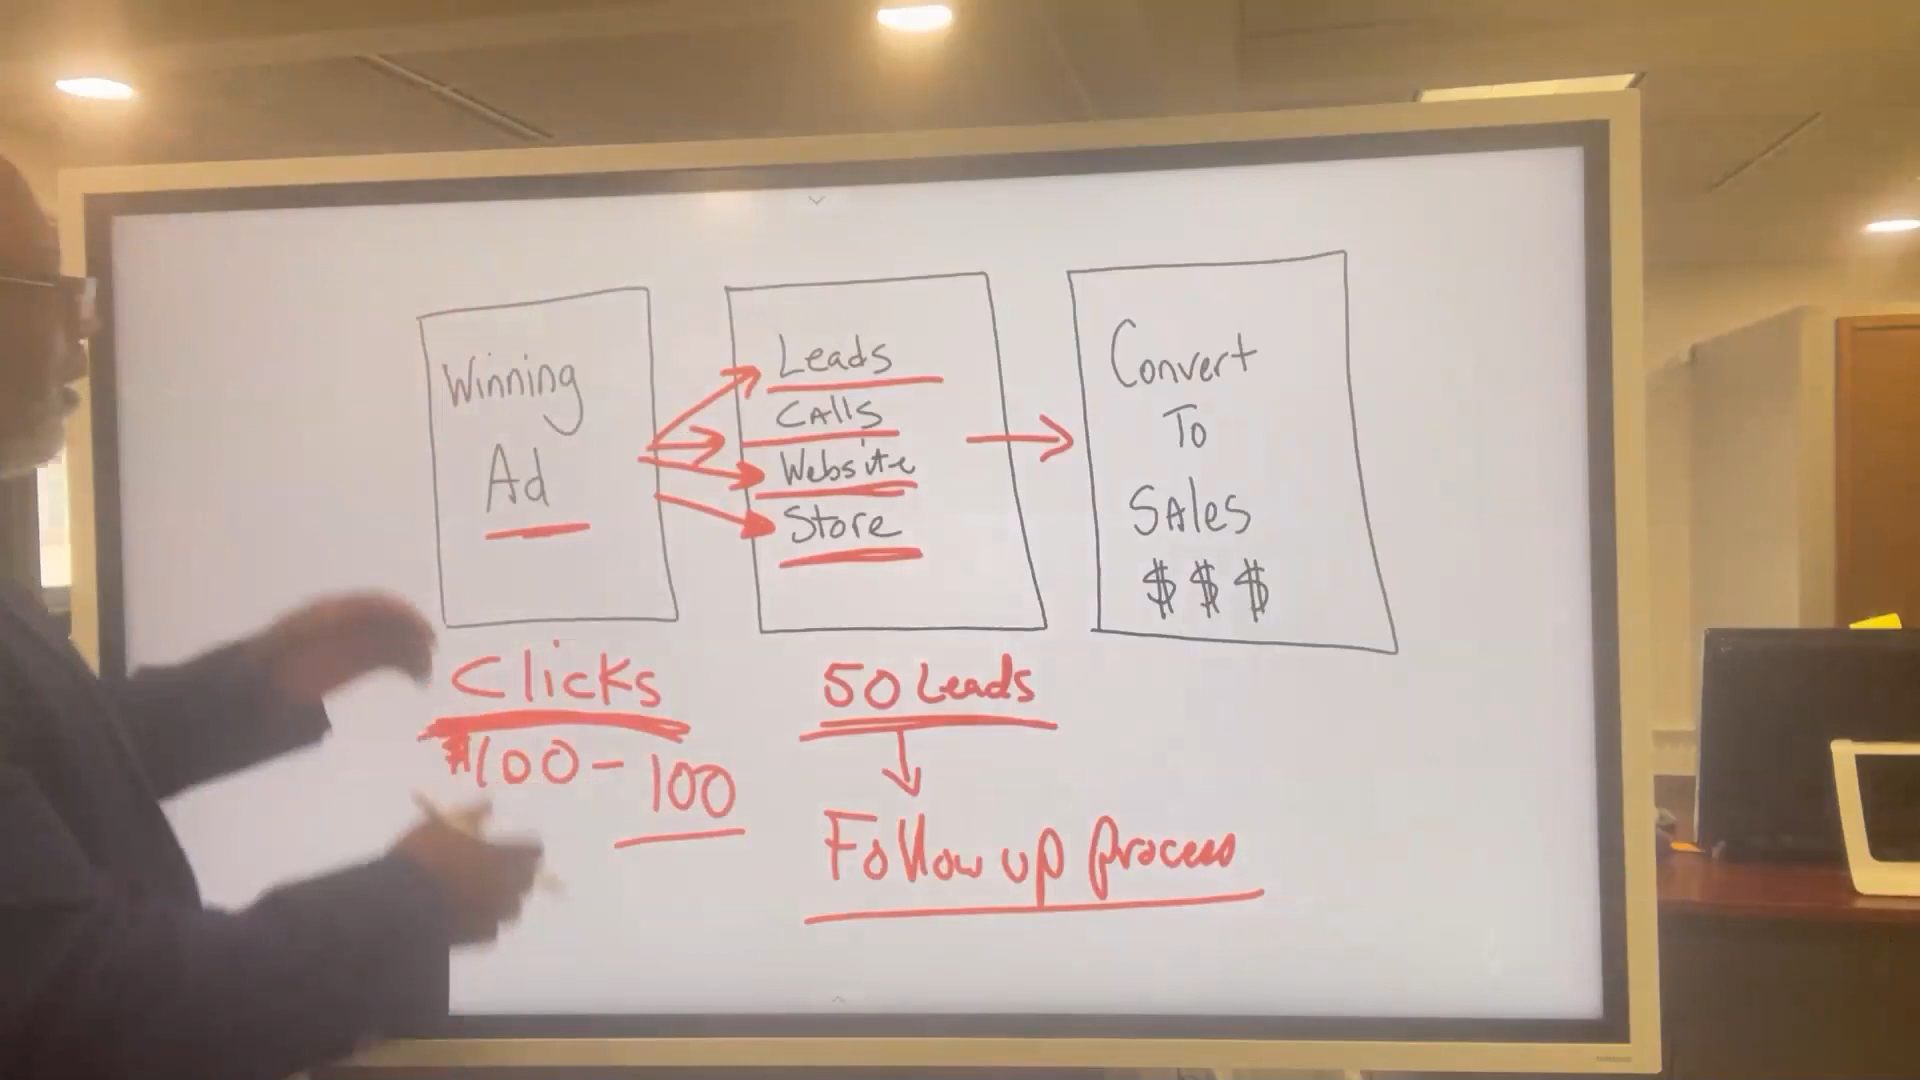 Winning
Ad
Leads
Calls
Website
Store
Convert
To
Sales
$ $ $
Clicks
$100 - 100
50 Leads
Follow up process